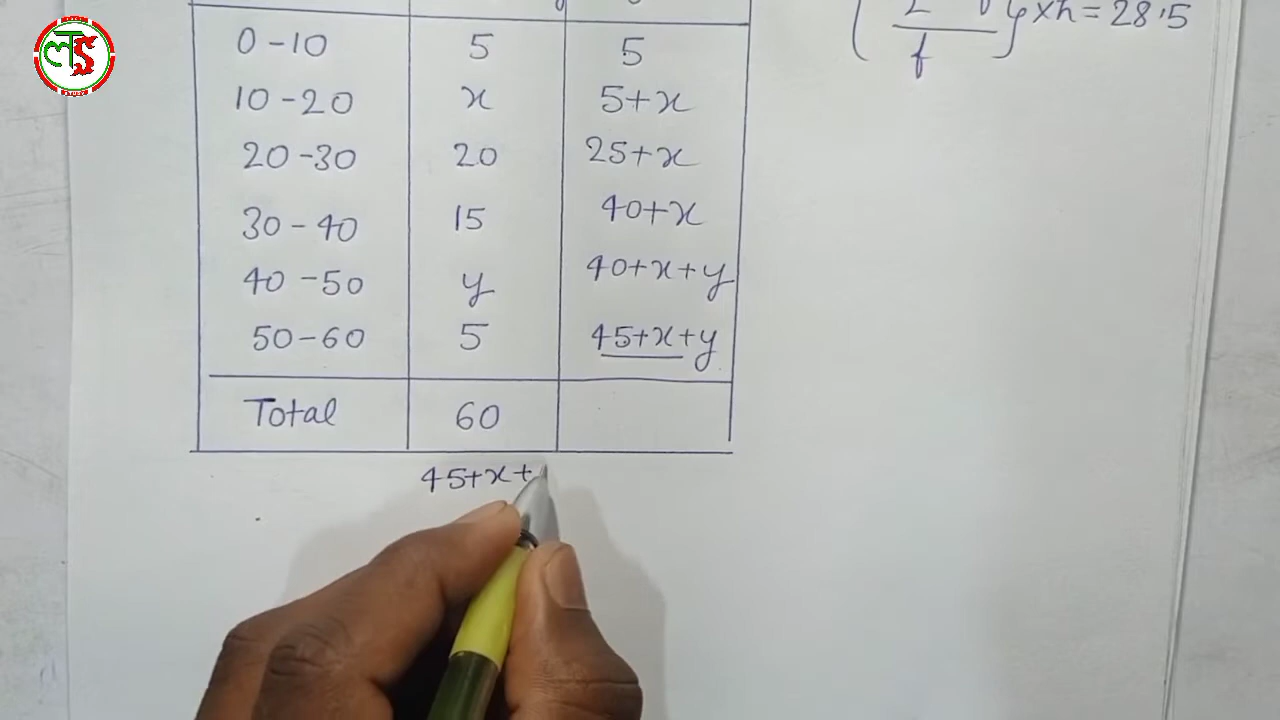 ×h = 28.5
f
0-10 5 5
10-20 x 5+x
20-30 20 25+x
30-40 15 40+x
40-50 y 40+x+y
50-60 5 45+x+y
Total 60
45+x+